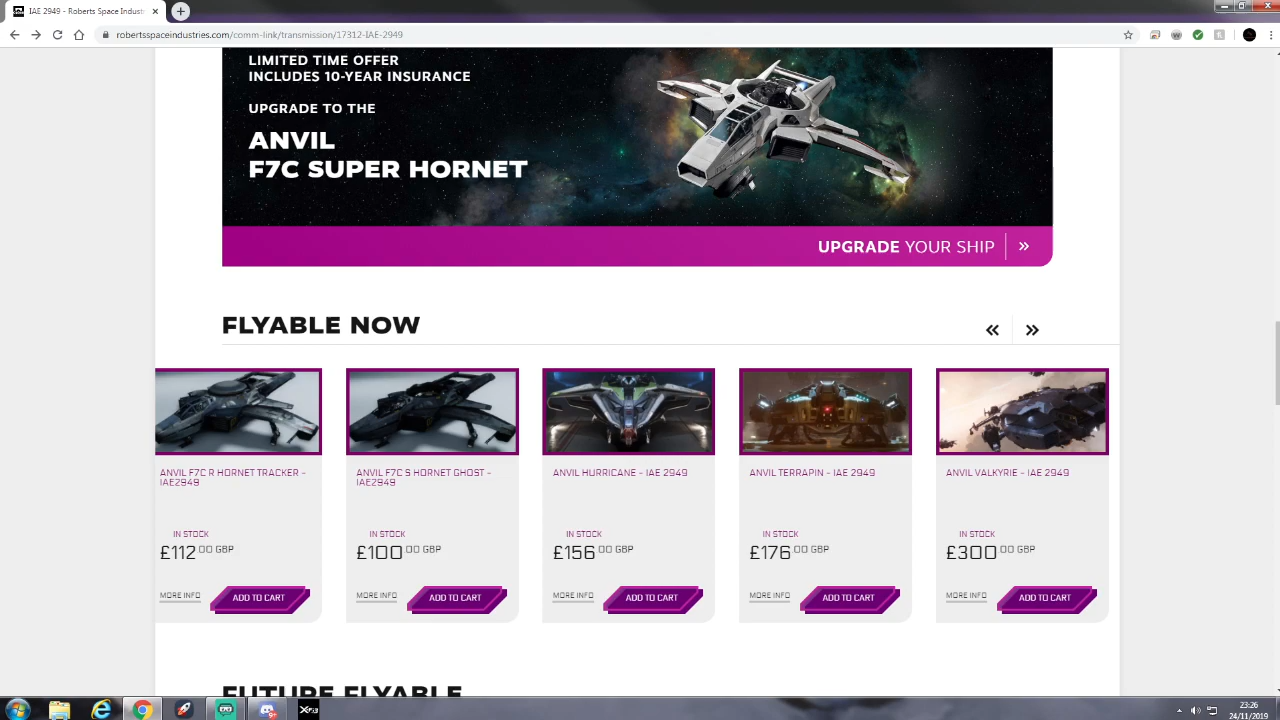 IAE 2949 - Roberts Space Indust
robertsspaceindustries.com/comm-link/transmission/17312-IAE-2949
LIMITED TIME OFFER
INCLUDES 10-YEAR INSURANCE
UPGRADE TO THE
ANVIL
F7C SUPER HORNET
UPGRADE YOUR SHIP »
FLYABLE NOW
« »
ANVIL F7C R HORNET TRACKER -
IAE2949
IN STOCK
£112.00 GBP
MORE INFO
ADD TO CART
ANVIL F7C S HORNET GHOST -
IAE2949
IN STOCK
£100.00 GBP
MORE INFO
ADD TO CART
ANVIL HURRICANE - IAE 2949
IN STOCK
£156.00 GBP
MORE INFO
ADD TO CART
ANVIL TERRAPIN - IAE 2949
IN STOCK
£176.00 GBP
MORE INFO
ADD TO CART
ANVIL VALKYRIE - IAE 2949
IN STOCK
£300.00 GBP
MORE INFO
ADD TO CART
FUTURE FLYABLE
23:26
24/11/2019